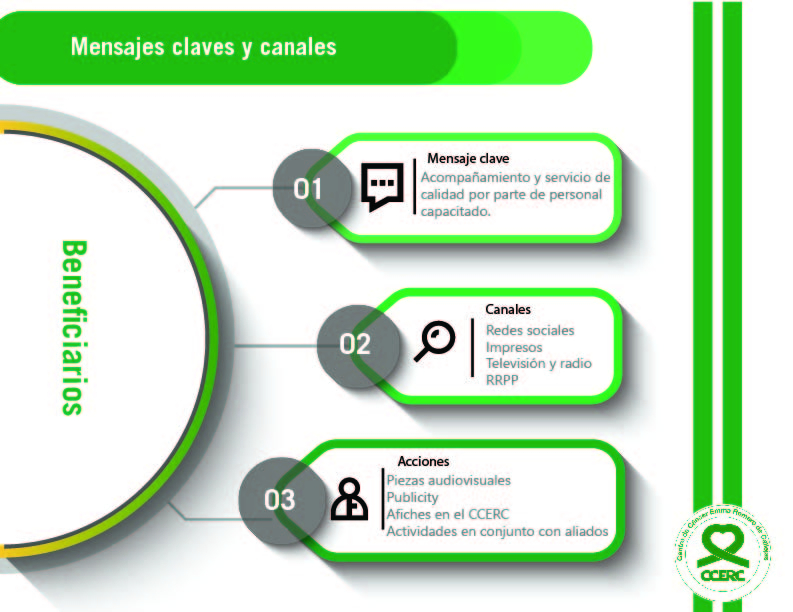 Mensajes claves y canales
Beneficiarios
01
Mensaje clave
Acompañamiento y servicio de
calidad por parte de personal
capacitado.
02
Canales
Redes sociales
Impresos
Televisión y radio
RRPP
03
Acciones
Piezas audiovisuales
Publicity
Afiches en el CCERC
Actividades en conjunto con aliados
Centro de Cáncer Emma Romero de Callejas
CCERC